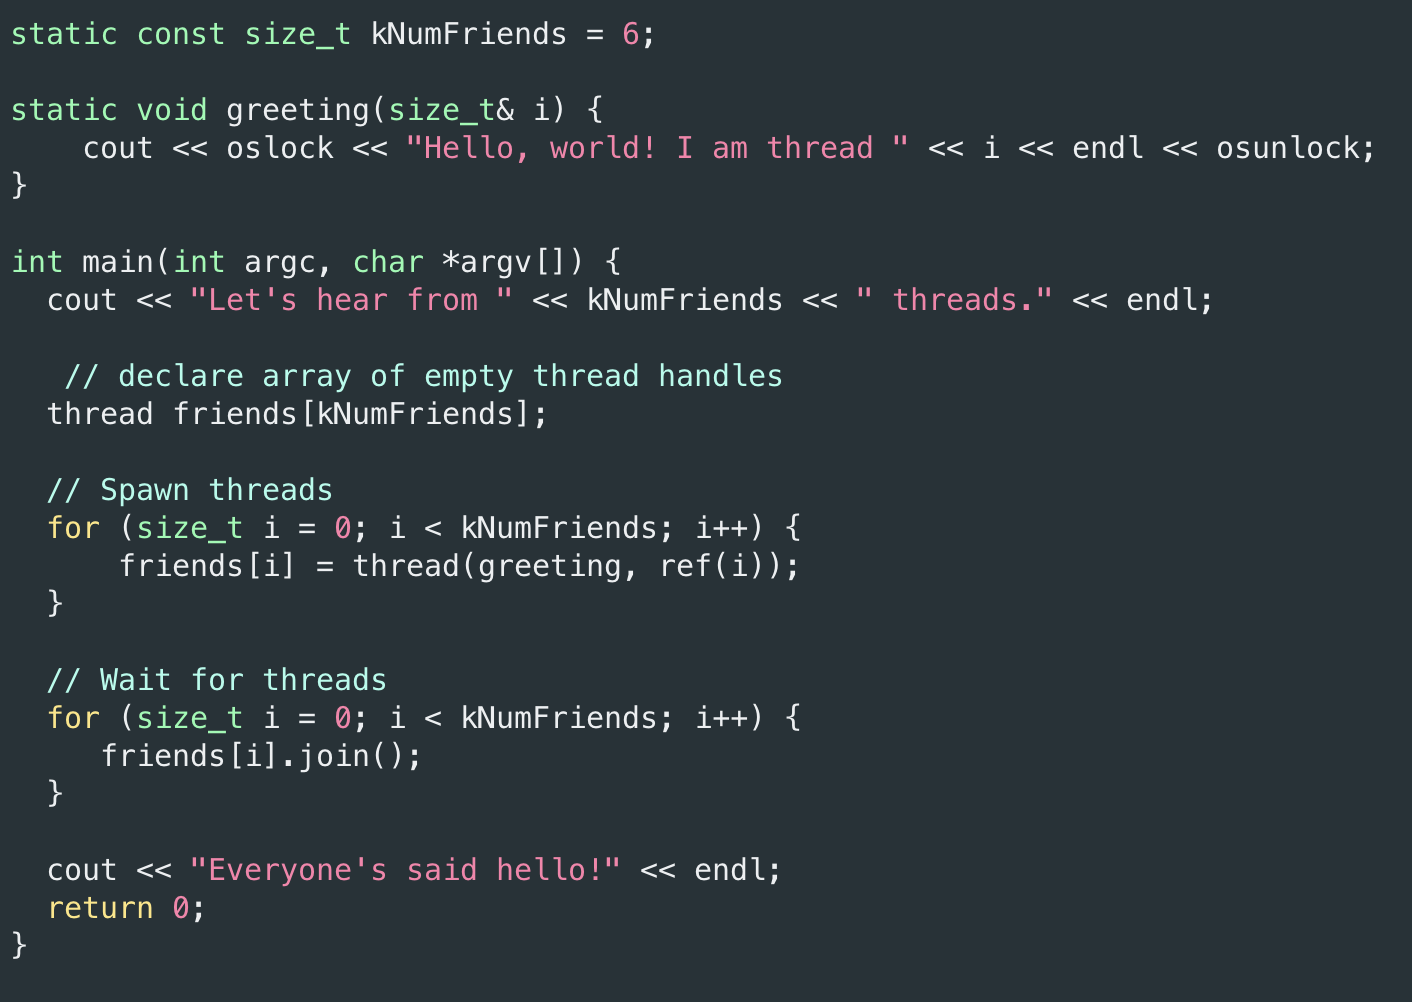 static const size_t kNumFriends = 6;
static void greeting(size_t& i) {
    cout << oslock << "Hello, world! I am thread " << i << endl << osunlock;
}
int main(int argc, char *argv[]) {
  cout << "Let's hear from " << kNumFriends << " threads." << endl;
   // declare array of empty thread handles
  thread friends[kNumFriends];
  // Spawn threads
  for (size_t i = 0; i < kNumFriends; i++) {
      friends[i] = thread(greeting, ref(i));
  }
  // Wait for threads
  for (size_t i = 0; i < kNumFriends; i++) {
     friends[i].join();
  }
  cout << "Everyone's said hello!" << endl;
  return 0;
}